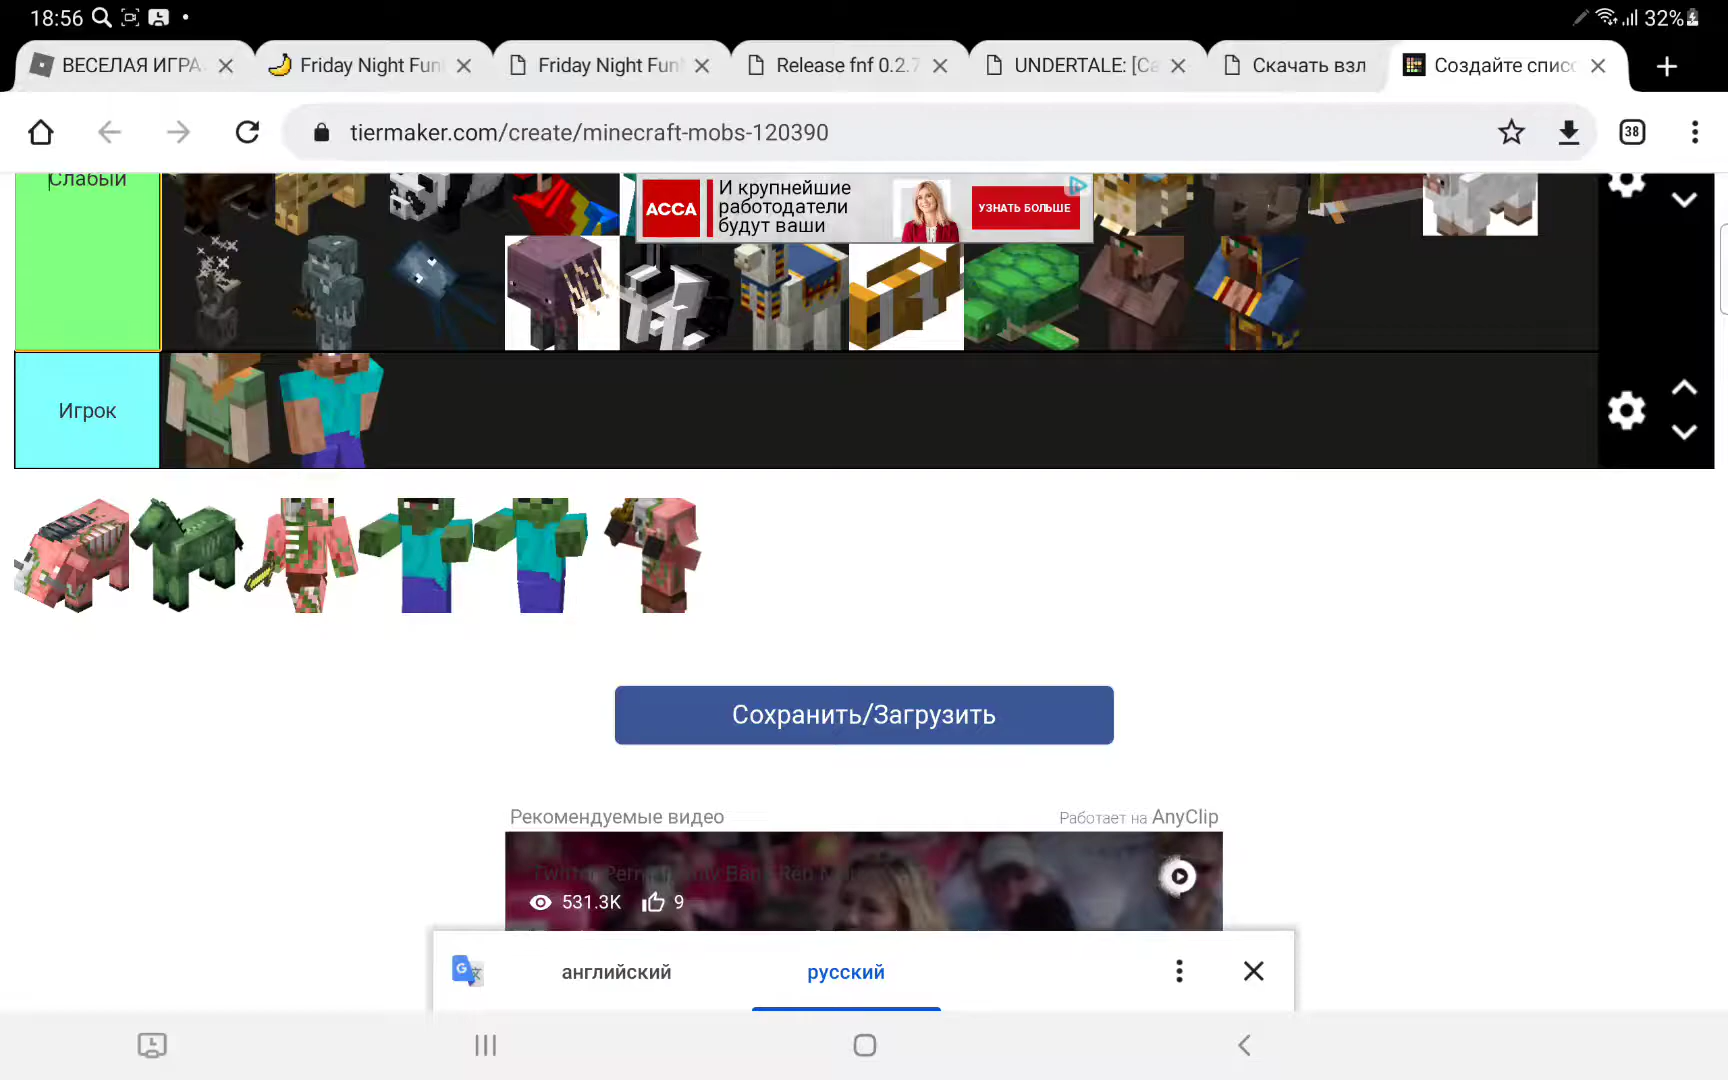 18:56
32%
ВЕСЕЛАЯ ИГРА
Friday Night Fun
Friday Night Fun
Release fnf 0.2.7
UNDERTALE: [Ca
Скачать взл
Создайте списо
tiermaker.com/create/minecraft-mobs-120390
38
Слабый
ACCA
И крупнейшие
работодатели
будут ваши
УЗНАТЬ БОЛЬШЕ
Игрок
Сохранить/Загрузить
Рекомендуемые видео
Работает на AnyClip
531.3K
9
английский
русский